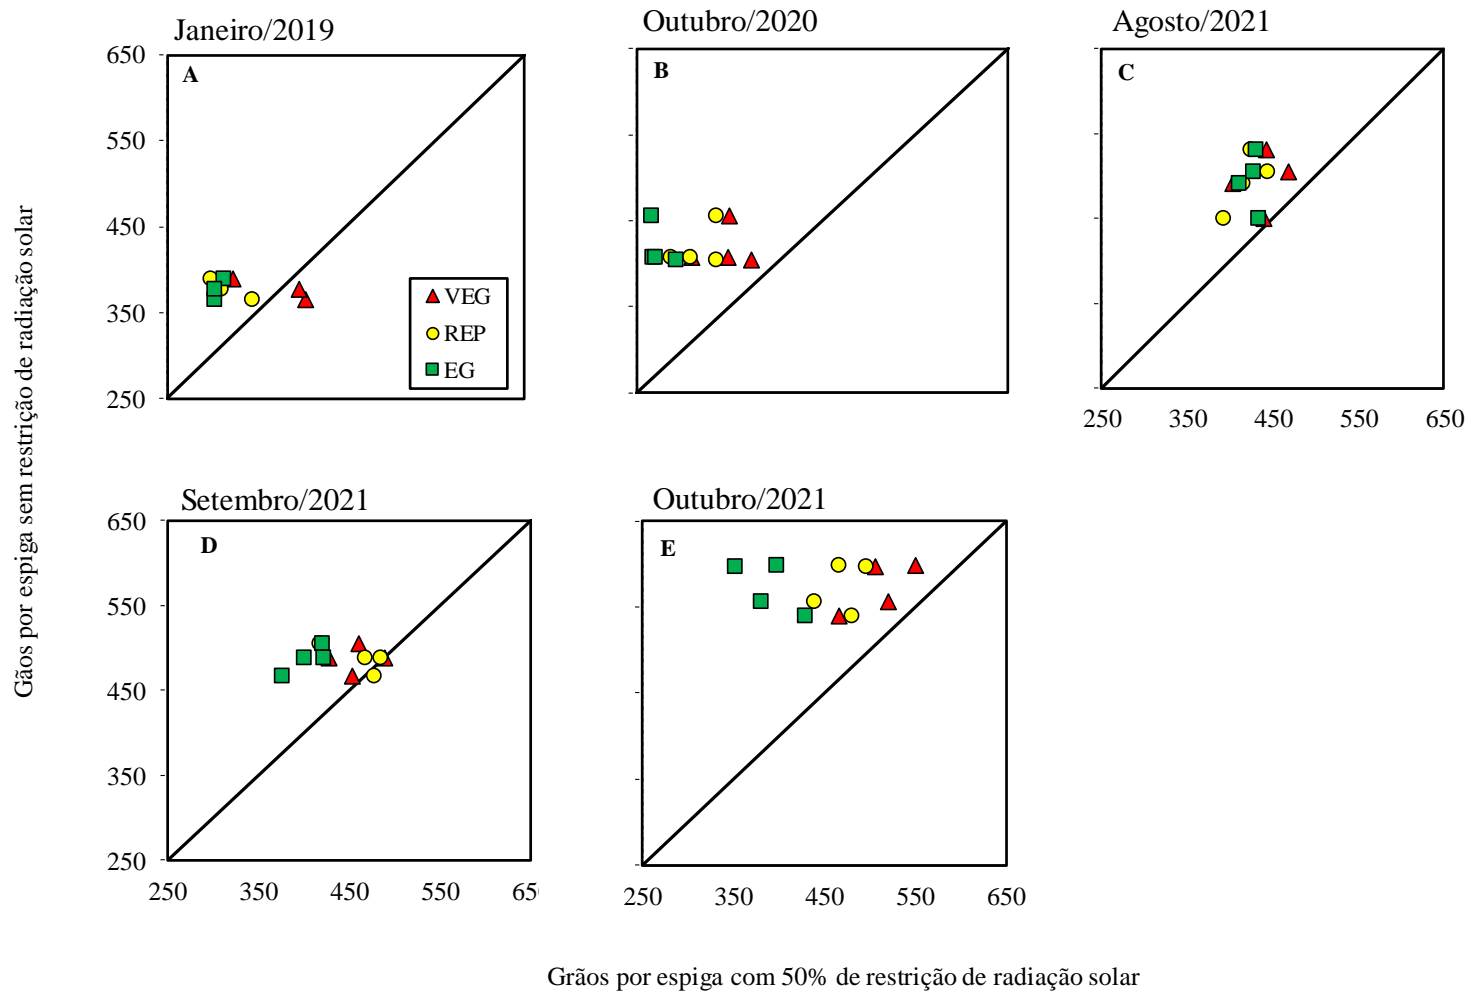 Janeiro/2019
Outubro/2020
Agosto/2021
650
550
450
350
250
A
VEG
REP
EG
B
C
250 350 450 550 650
Gãos por espiga sem restrição de radiação solar
Setembro/2021
Outubro/2021
650
550
450
350
250
D
E
250 350 450 550 65
250 350 450 550 650
Grãos por espiga com 50% de restrição de radiação solar